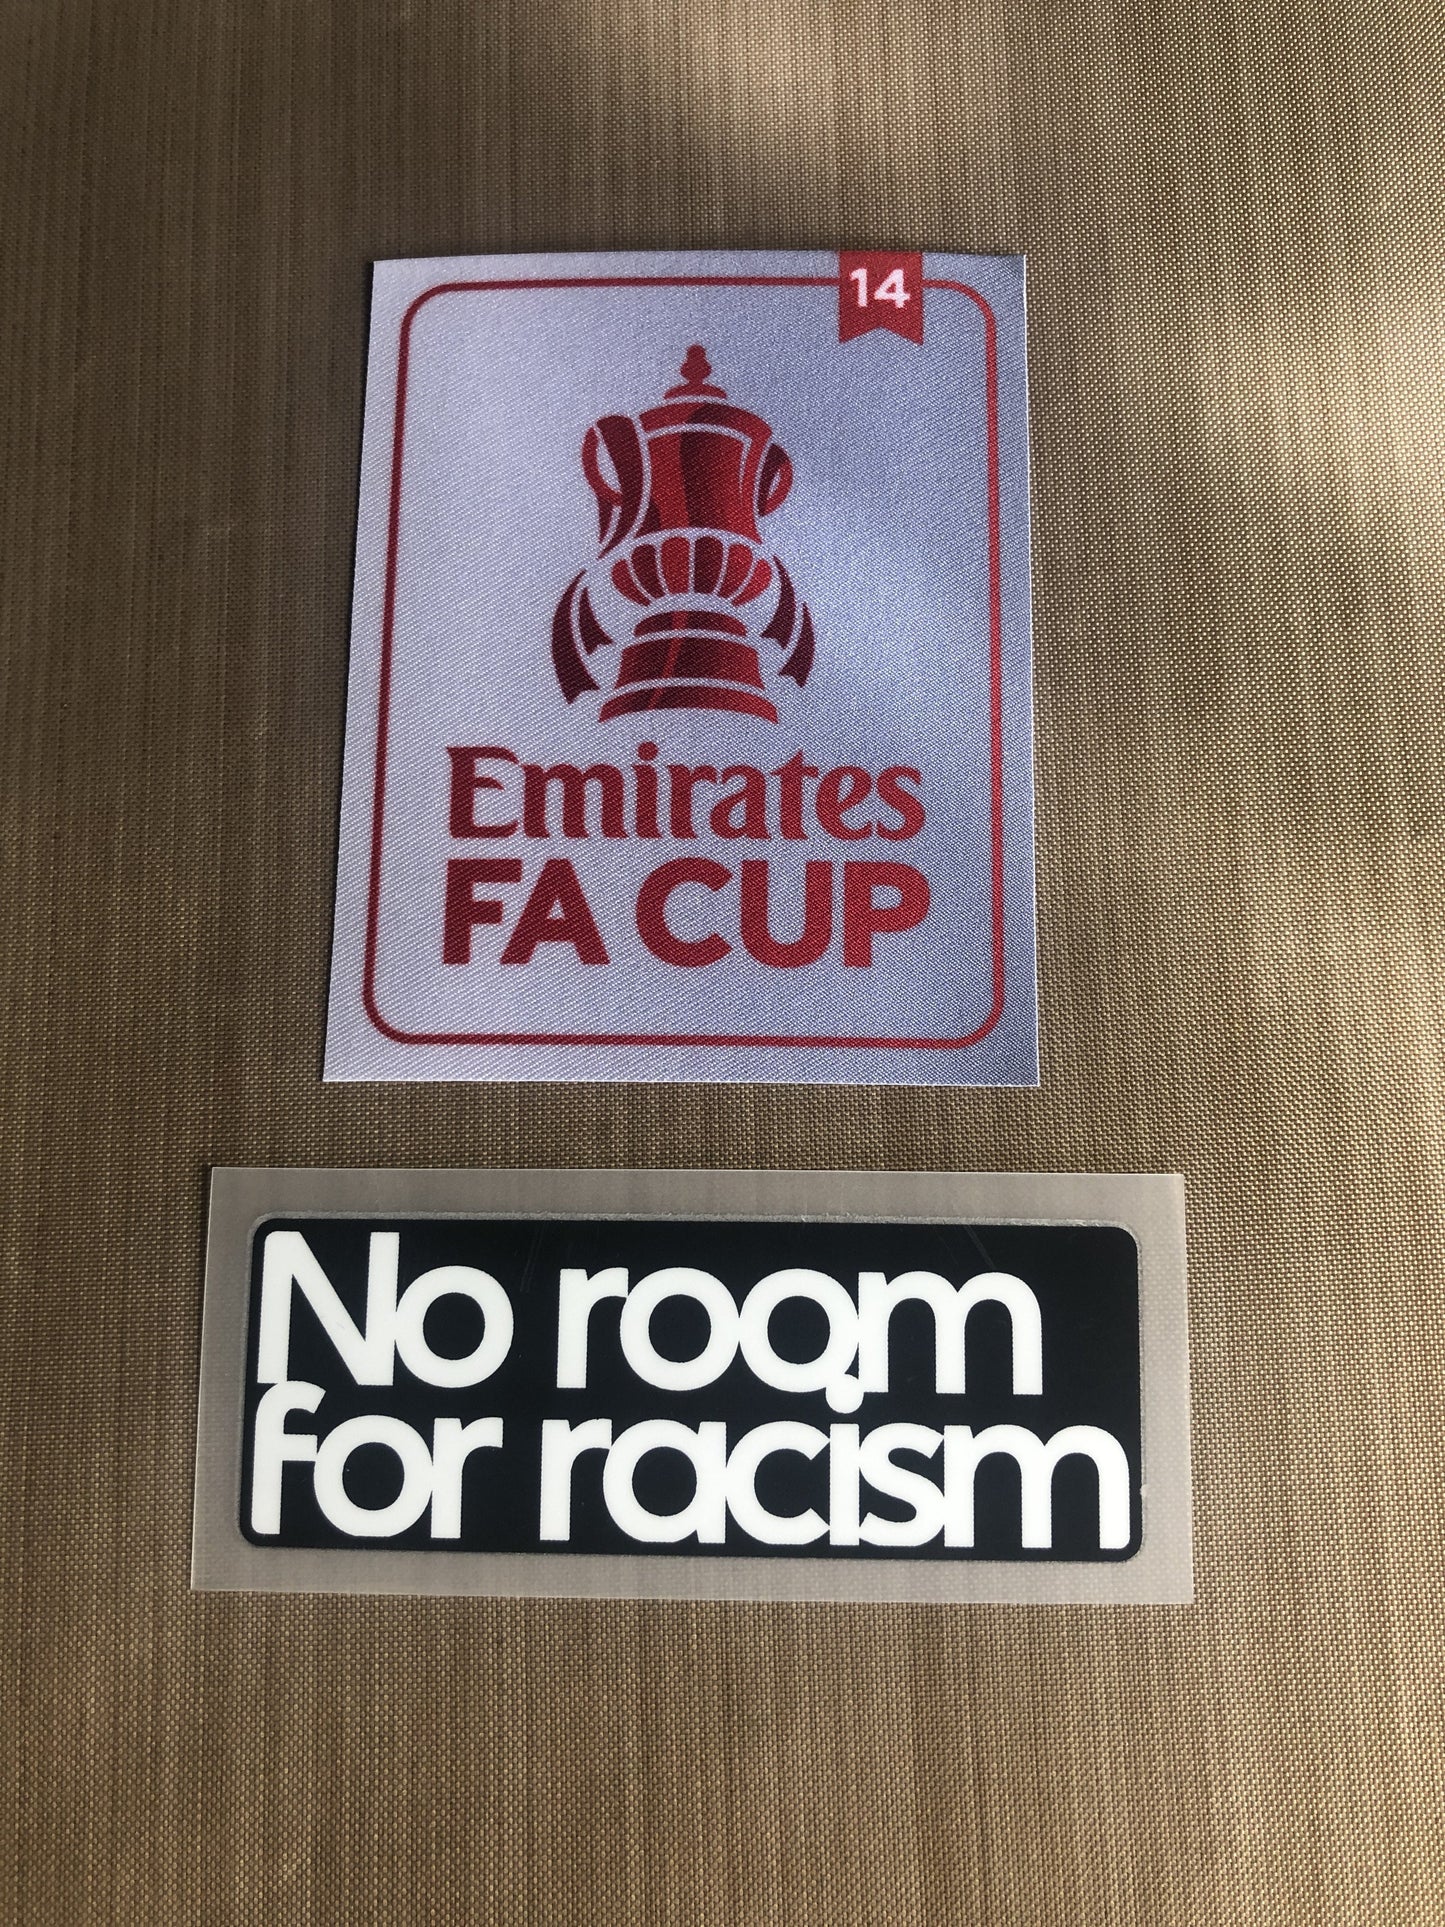 14
Emirates
FA CUP
No room
for racism